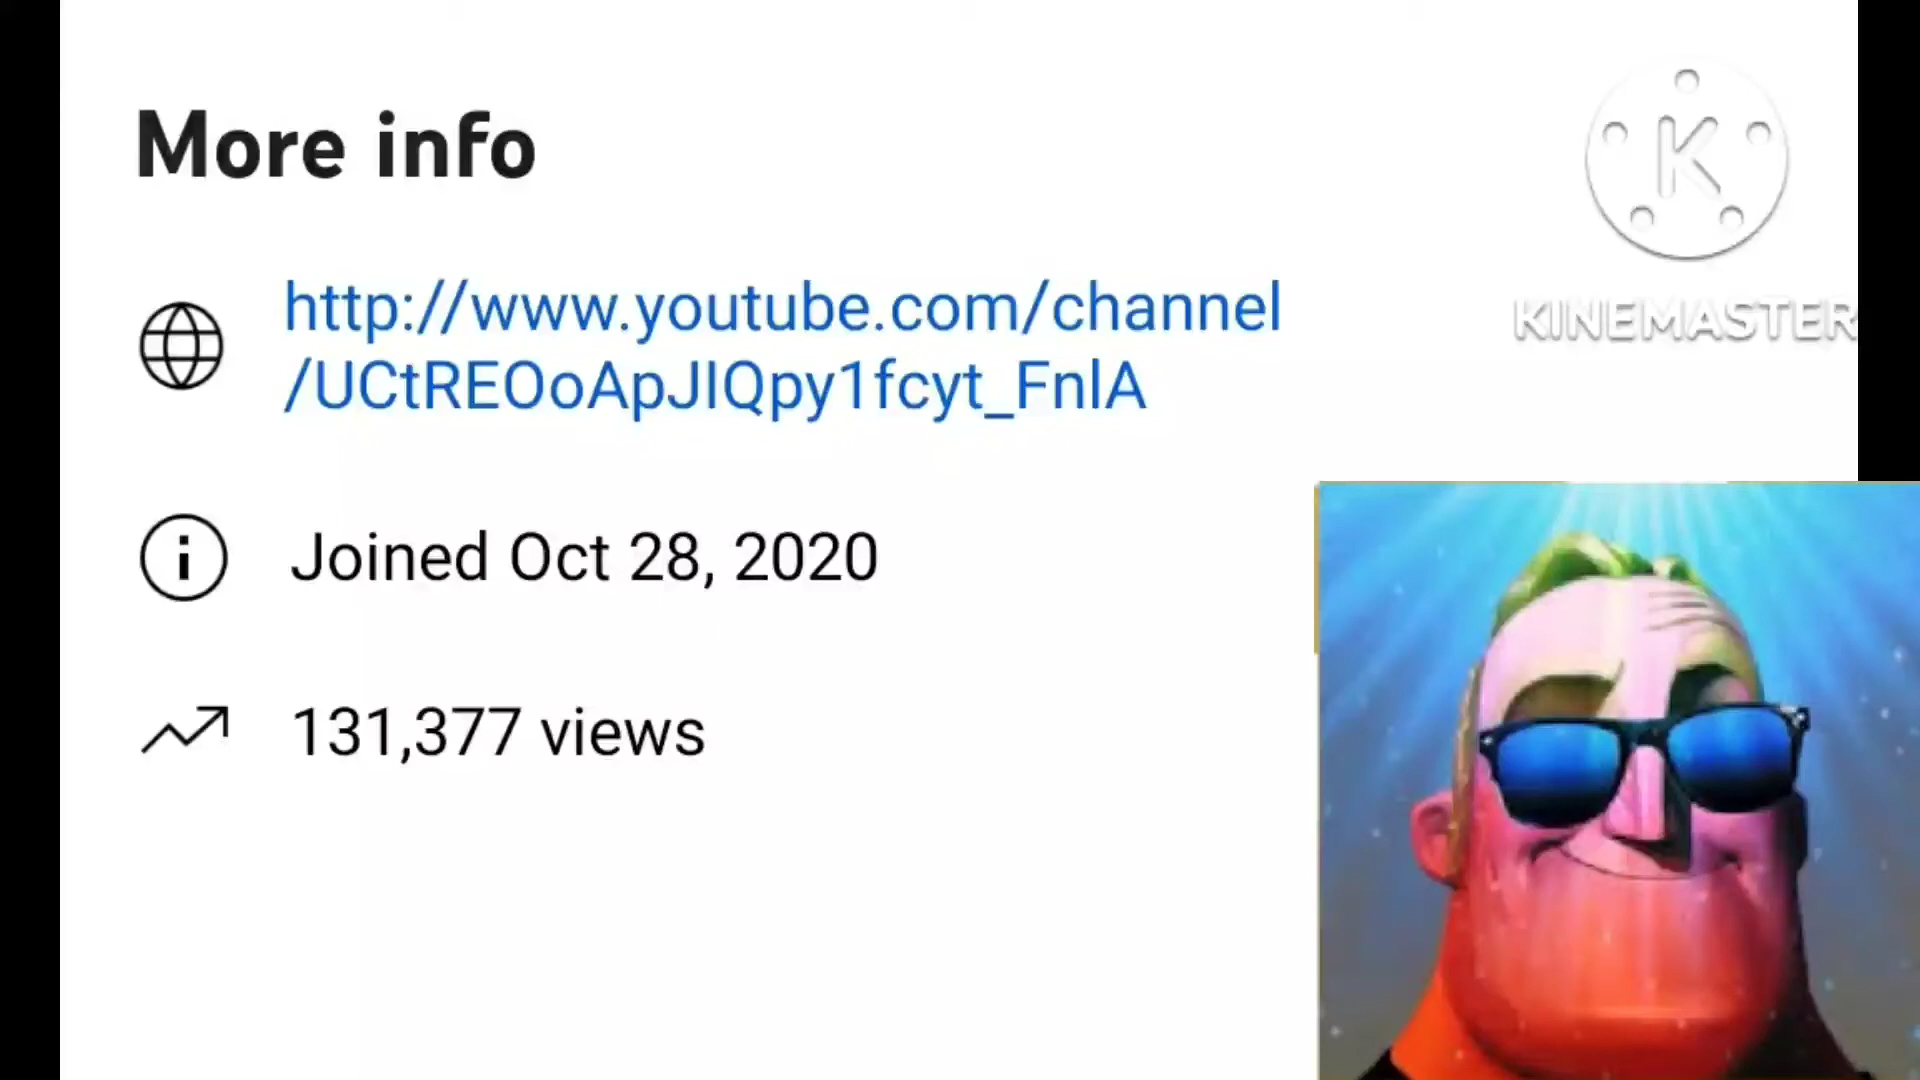 More info
K
KINEMASTER
http://www.youtube.com/channel
/UCtREOoApJIQpy1fcyt_FnlA
Joined Oct 28, 2020
131,377 views